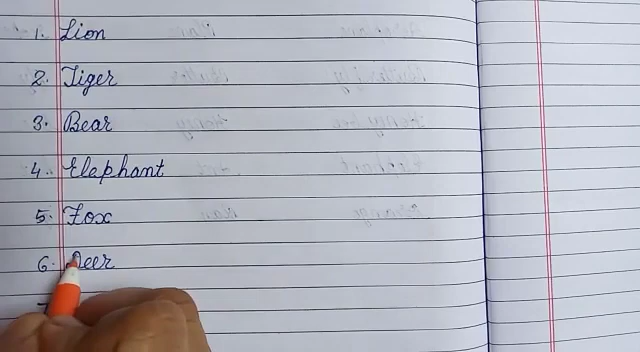 1. Lion
2. Tiger
3. Bear
4. Elephant
5. Fox
6. Deer